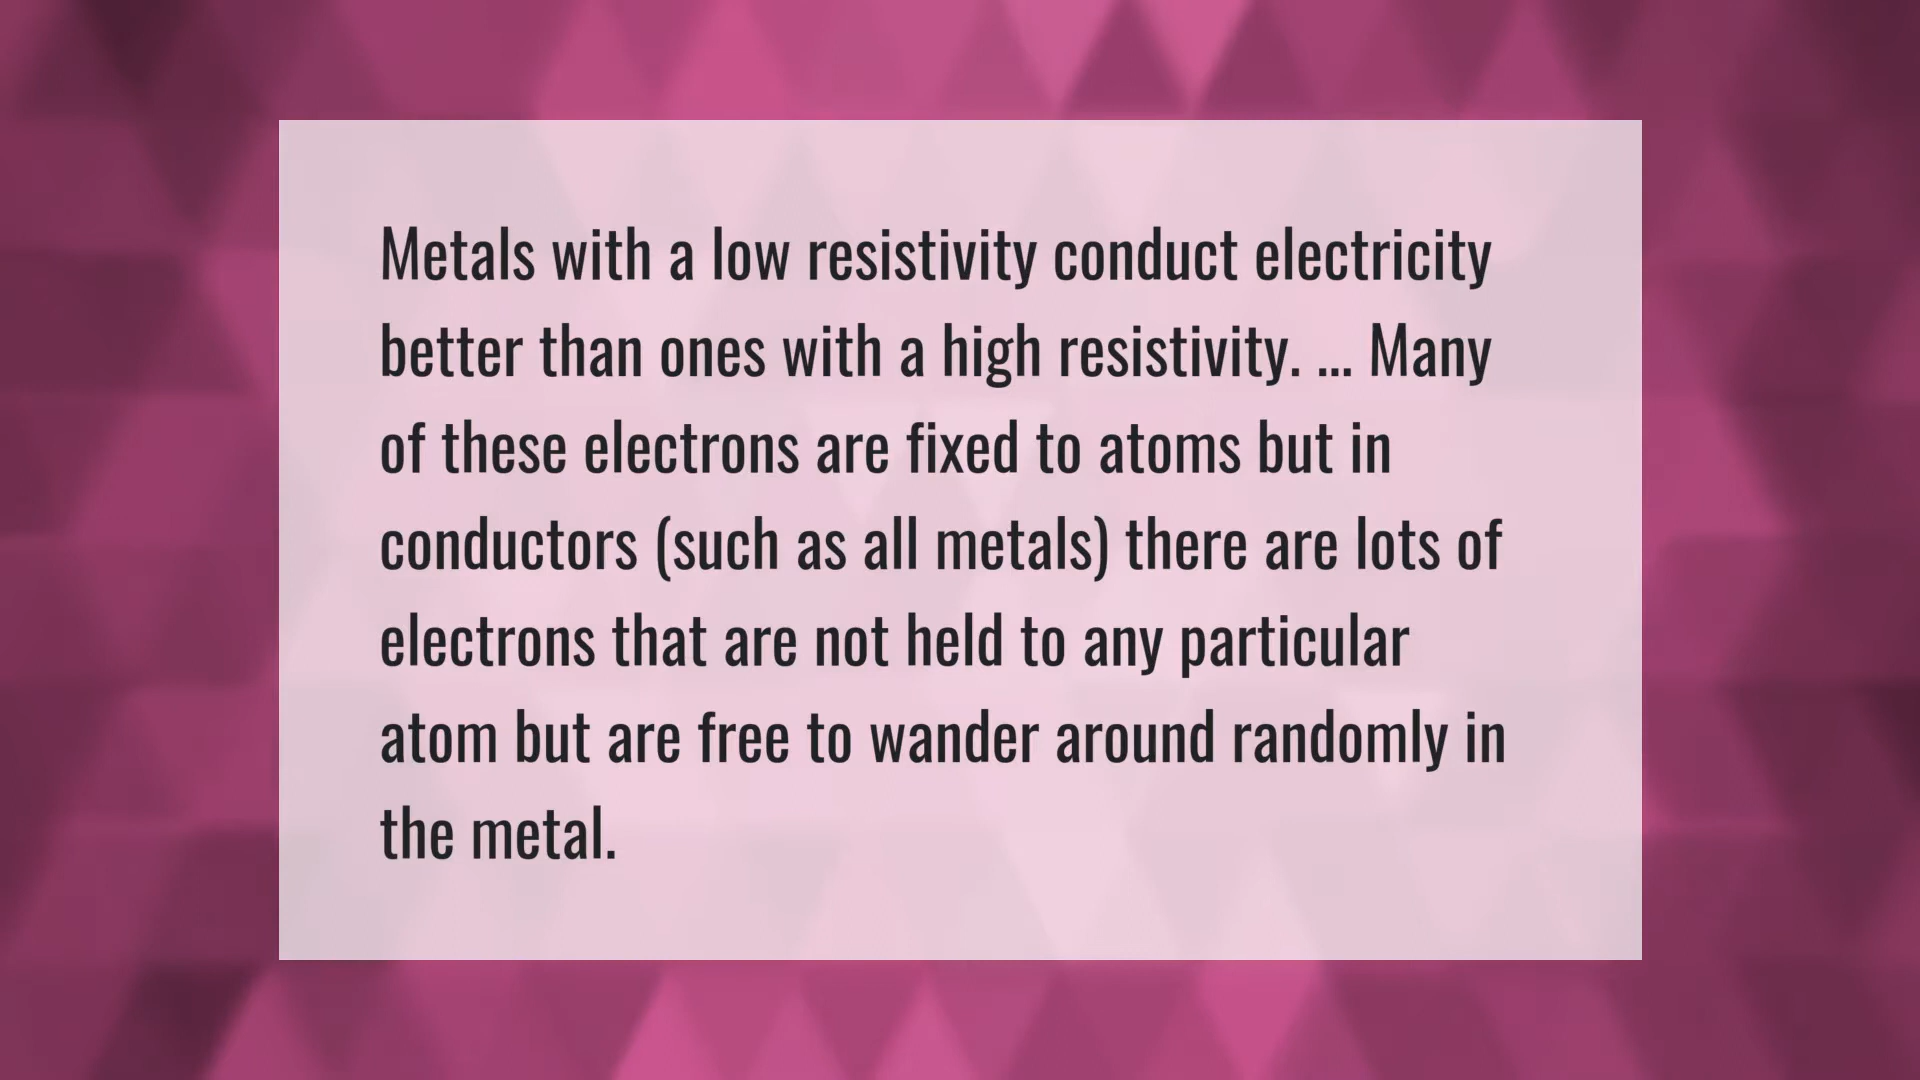 Metals with a low resistivity conduct electricity
better than ones with a high resistivity. ... Many
of these electrons are fixed to atoms but in
conductors (such as all metals) there are lots of
electrons that are not held to any particular
atom but are free to wander around randomly in
the metal.